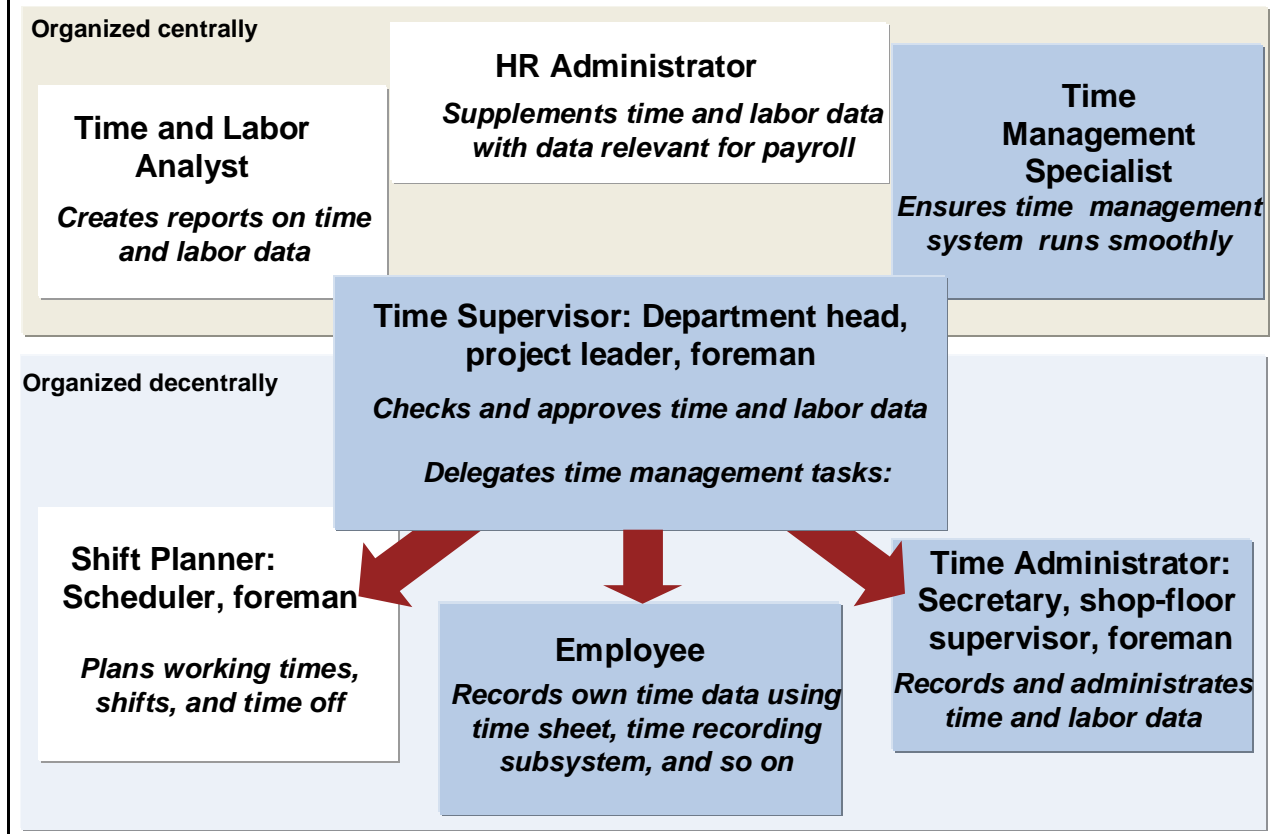 Organized centrally
Time and Labor
Analyst
Creates reports on time
and labor data
HR Administrator
Supplements time and labor data
with data relevant for payroll
Time
Management
Specialist
Ensures time management
system runs smoothly
Time Supervisor: Department head,
project leader, foreman
Checks and approves time and labor data
Delegates time management tasks:
Organized decentrally
Shift Planner:
Scheduler, foreman
Plans working times,
shifts, and time off
Employee
Records own time data using
time sheet, time recording
subsystem, and so on
Time Administrator:
Secretary, shop-floor
supervisor, foreman
Records and administrates
time and labor data